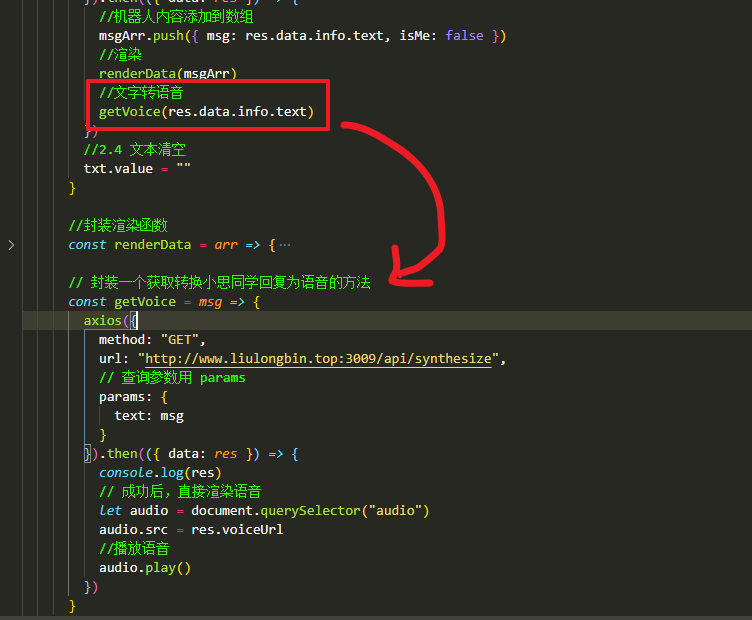 }).then(({ data: res }) => {
//机器人内容添加到数组
msgArr.push({ msg: res.data.info.text, isMe: false })
//渲染
renderData(msgArr)
//文字转语音
getVoice(res.data.info.text)
})
//2.4 文本清空
txt.value = ""
}
//封装渲染函数
const renderData = arr => {···
// 封装一个获取转换小思同学回复为语音的方法
const getVoice = msg => {
axios({
method: "GET",
url: "http://www.liulongbin.top:3009/api/synthesize",
// 查询参数用 params
params: {
text: msg
}
}).then(({ data: res }) => {
console.log(res)
// 成功后，直接渲染语音
let audio = document.querySelector("audio")
audio.src = res.voiceUrl
//播放语音
audio.play()
})
}